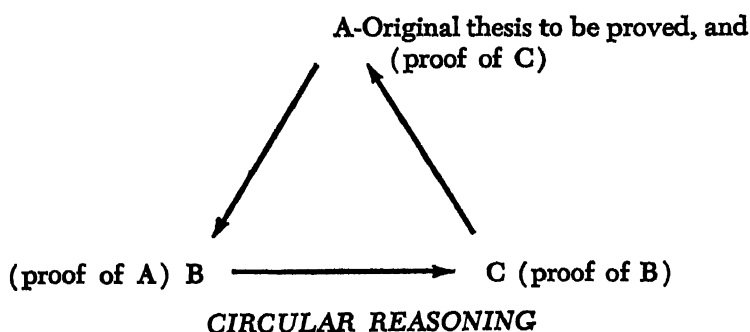 A-Original thesis to be proved, and
(proof of C)
(proof of A) B
C (proof of B)
CIRCULAR REASONING